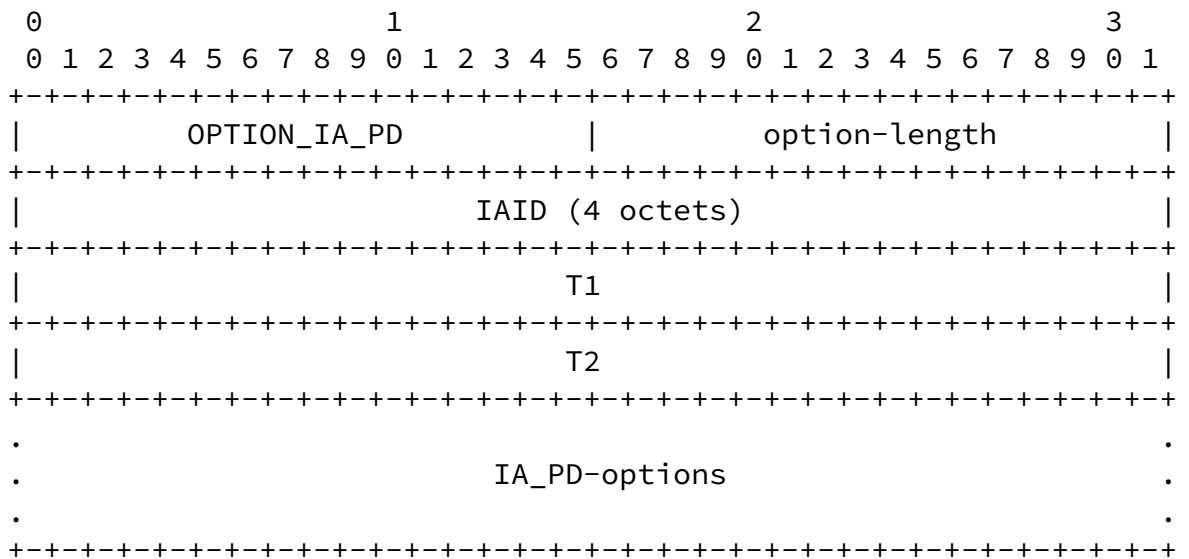 0                   1                   2                   3
 0 1 2 3 4 5 6 7 8 9 0 1 2 3 4 5 6 7 8 9 0 1 2 3 4 5 6 7 8 9 0 1
+-+-+-+-+-+-+-+-+-+-+-+-+-+-+-+-+-+-+-+-+-+-+-+-+-+-+-+-+-+-+-+-+
|         OPTION_IA_PD          |         option-length         |
+-+-+-+-+-+-+-+-+-+-+-+-+-+-+-+-+-+-+-+-+-+-+-+-+-+-+-+-+-+-+-+-+
|                         IAID (4 octets)                       |
+-+-+-+-+-+-+-+-+-+-+-+-+-+-+-+-+-+-+-+-+-+-+-+-+-+-+-+-+-+-+-+-+
|                              T1                               |
+-+-+-+-+-+-+-+-+-+-+-+-+-+-+-+-+-+-+-+-+-+-+-+-+-+-+-+-+-+-+-+-+
|                              T2                               |
+-+-+-+-+-+-+-+-+-+-+-+-+-+-+-+-+-+-+-+-+-+-+-+-+-+-+-+-+-+-+-+-+
.                                                               .
.                          IA_PD-options                        .
.                                                               .
+-+-+-+-+-+-+-+-+-+-+-+-+-+-+-+-+-+-+-+-+-+-+-+-+-+-+-+-+-+-+-+-+